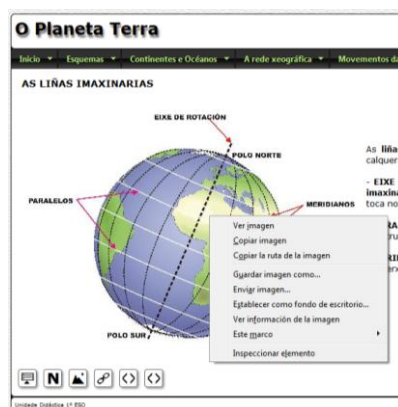 O Planeta Terra
Inicio Esquemas Continentes e Océanos A rede xeográfica Movementos da
AS LIÑAS IMAXINARIAS
EIXE DE ROTACIÓN
POLO NORTE
As liña
calquer
- EIXE
imaxina
toca no
PARALELOS
MERIDIANOS
Ver imagen
Copiar imagen
Copiar la ruta de la imagen
Guardar imagen como...
Enviar imagen...
Establecer como fondo de escritorio...
Ver información de la imagen
Este marco
Inspeccionar elemento
POLO SUR
N
Unidade Didáctica 1º ESO